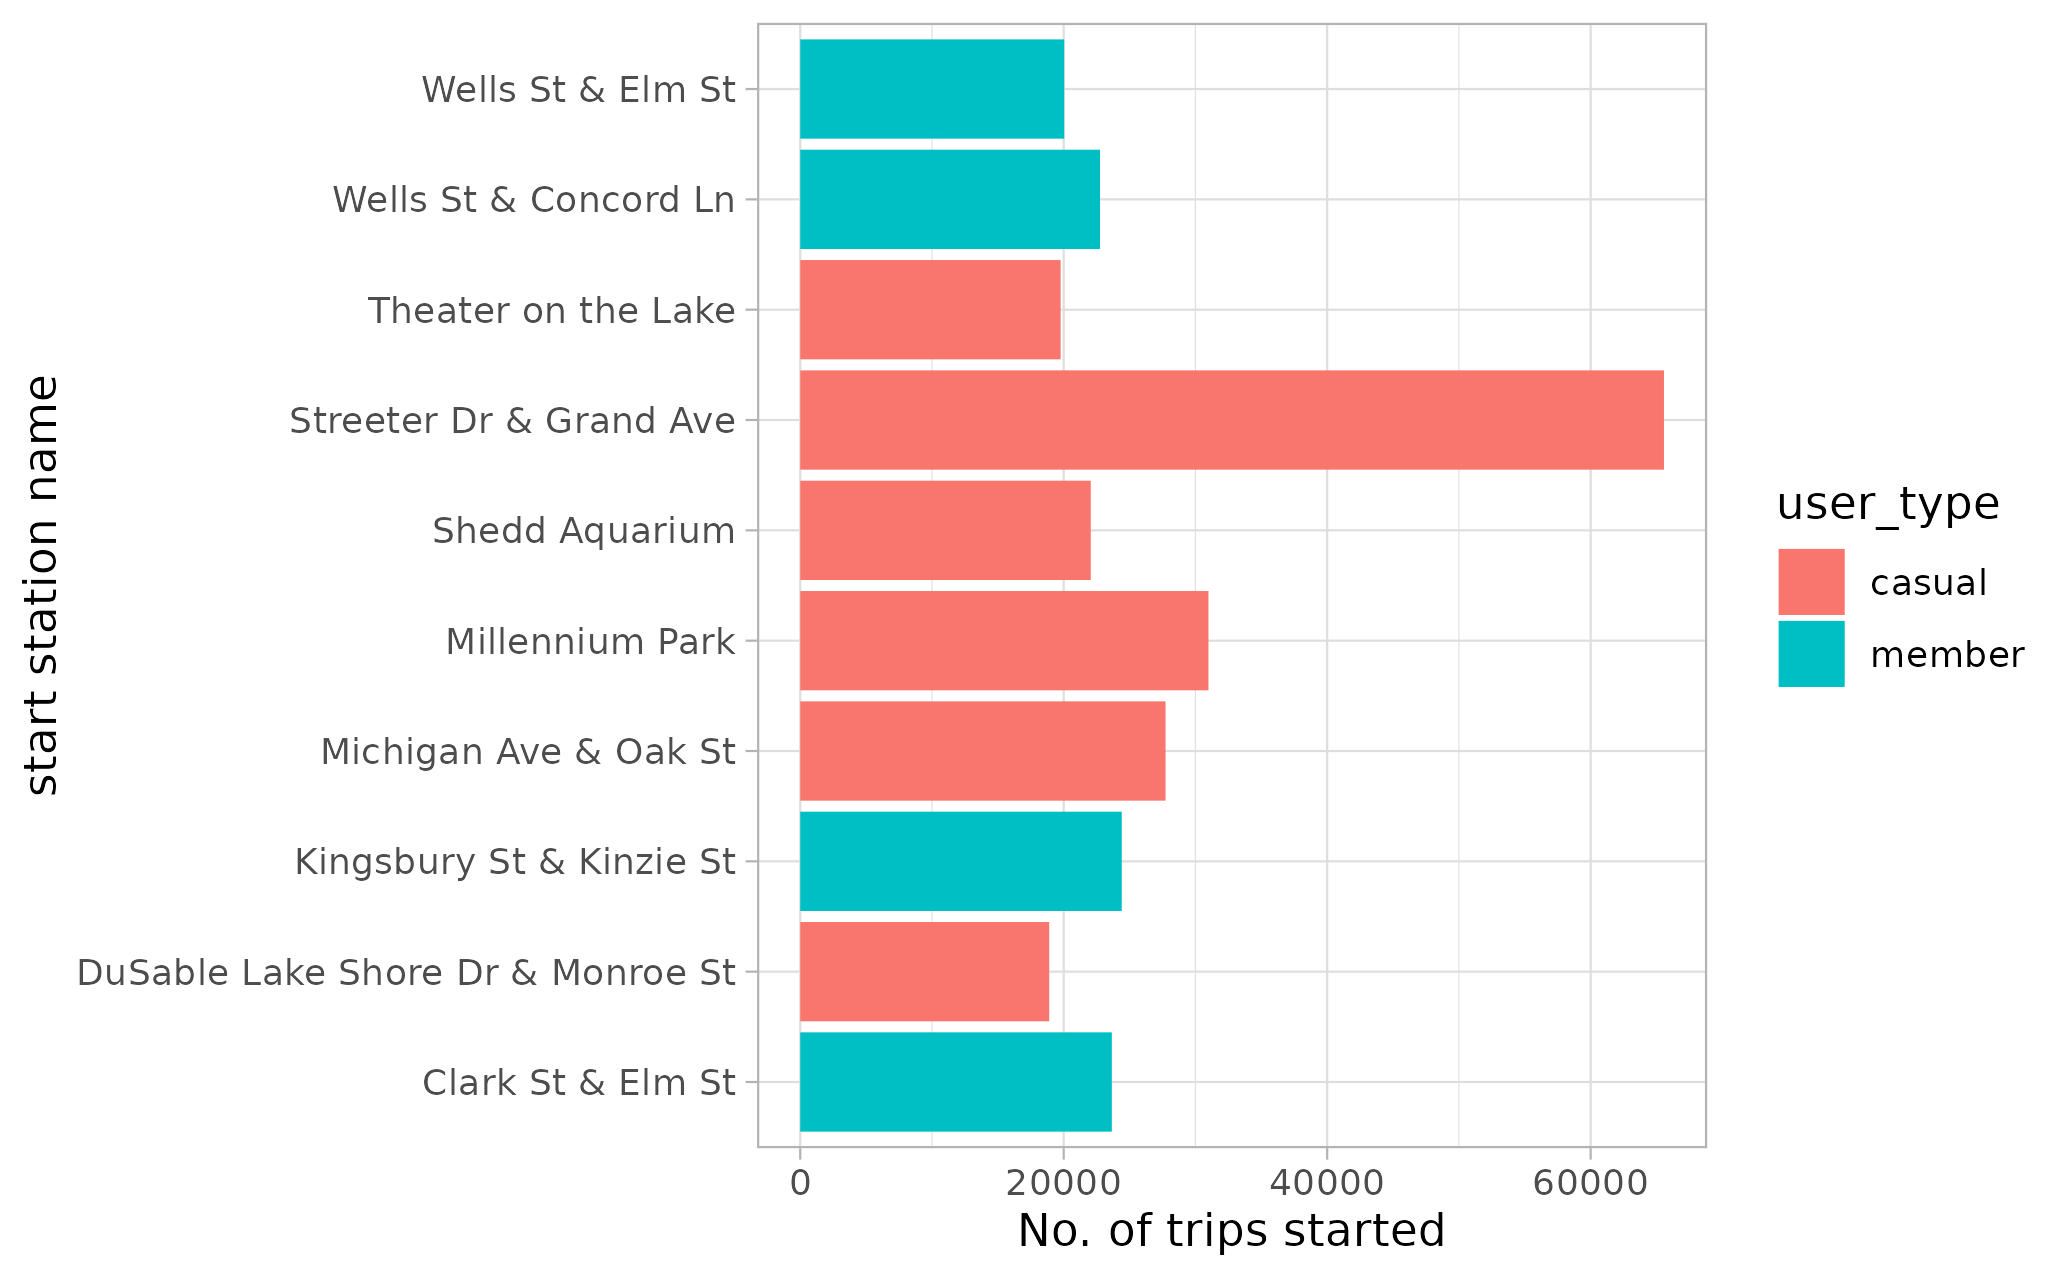 Wells St & Elm St
Wells St & Concord Ln
Theater on the Lake
Streeter Dr & Grand Ave
Shedd Aquarium
Millennium Park
Michigan Ave & Oak St
Kingsbury St & Kinzie St
DuSable Lake Shore Dr & Monroe St
Clark St & Elm St
start station name
0 20000 40000 60000
No. of trips started
user_type
casual
member